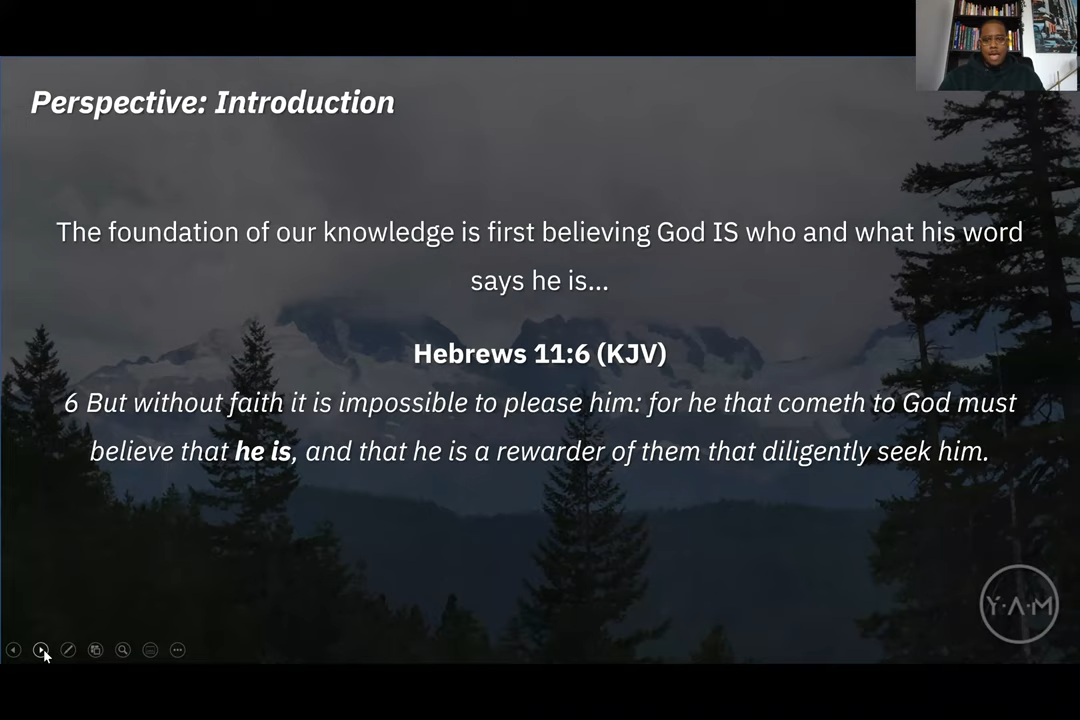 Perspective: Introduction
The foundation of our knowledge is first believing God IS who and what his word
says he is...
Hebrews 11:6 (KJV)
6 But without faith it is impossible to please him: for he that cometh to God must
believe that he is, and that he is a rewarder of them that diligently seek him.
Y·A·M